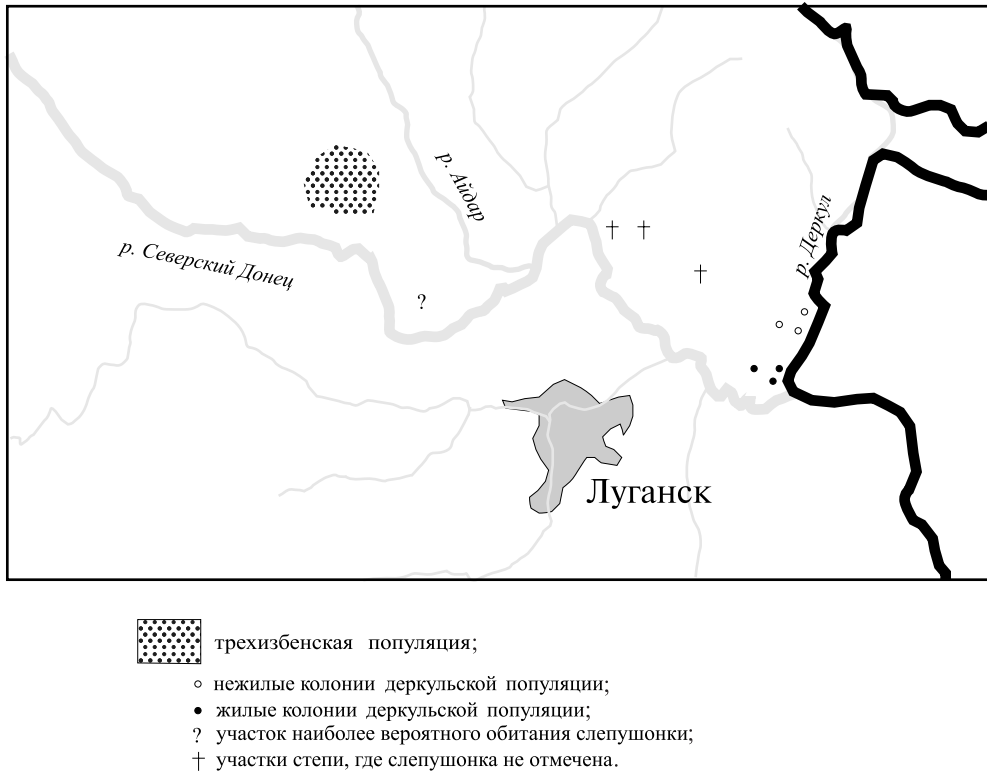 р. Айдар
р. Деркул
р. Северский Донец
?
† †
†
Луганск
трехизбенская популяция;
нежилые колонии деркульской популяции;
жилые колонии деркульской популяции;
? участок наиболее вероятного обитания слепушонки;
† участки степи, где слепушонка не отмечена.